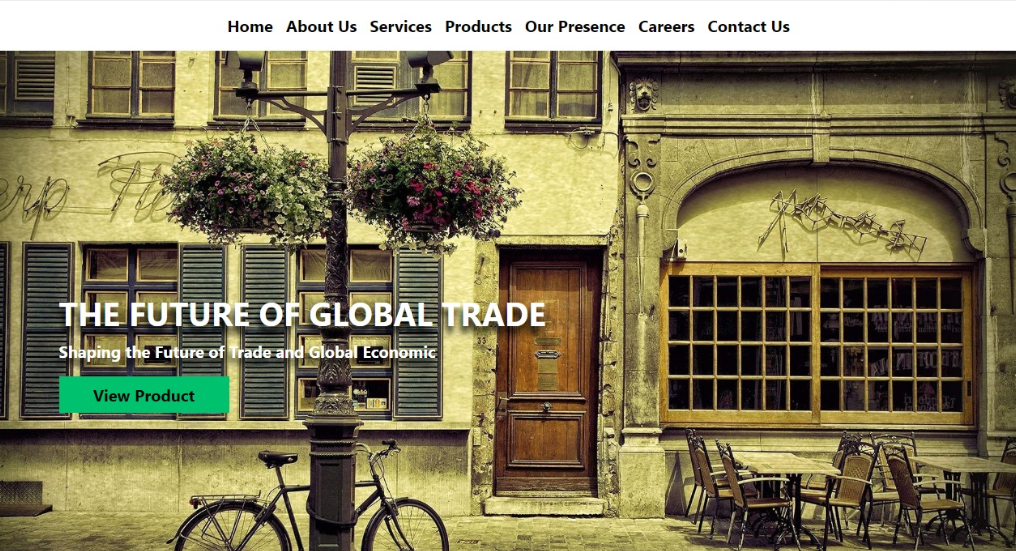 Home About Us Services Products Our Presence Careers Contact Us
THE FUTURE OF GLOBAL TRADE
Shaping the Future of Trade and Global Economic
View Product
33